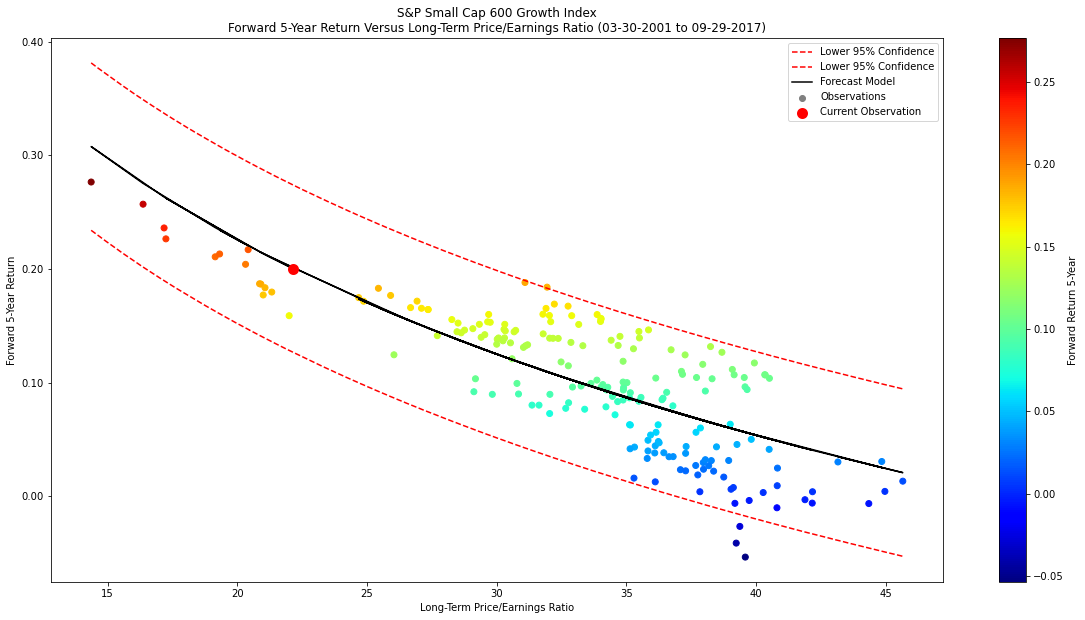 S&P Small Cap 600 Growth Index
Forward 5-Year Return Versus Long-Term Price/Earnings Ratio (03-30-2001 to 09-29-2017)
0.40
0.30
0.20
0.10
0.00
Forward 5-Year Return
15
20
25
30
35
40
45
Long-Term Price/Earnings Ratio
Lower 95% Confidence
Lower 95% Confidence
Forecast Model
Observations
Current Observation
0.25
0.20
0.15
0.10
0.05
0.00
−0.05
Forward Return 5-Year